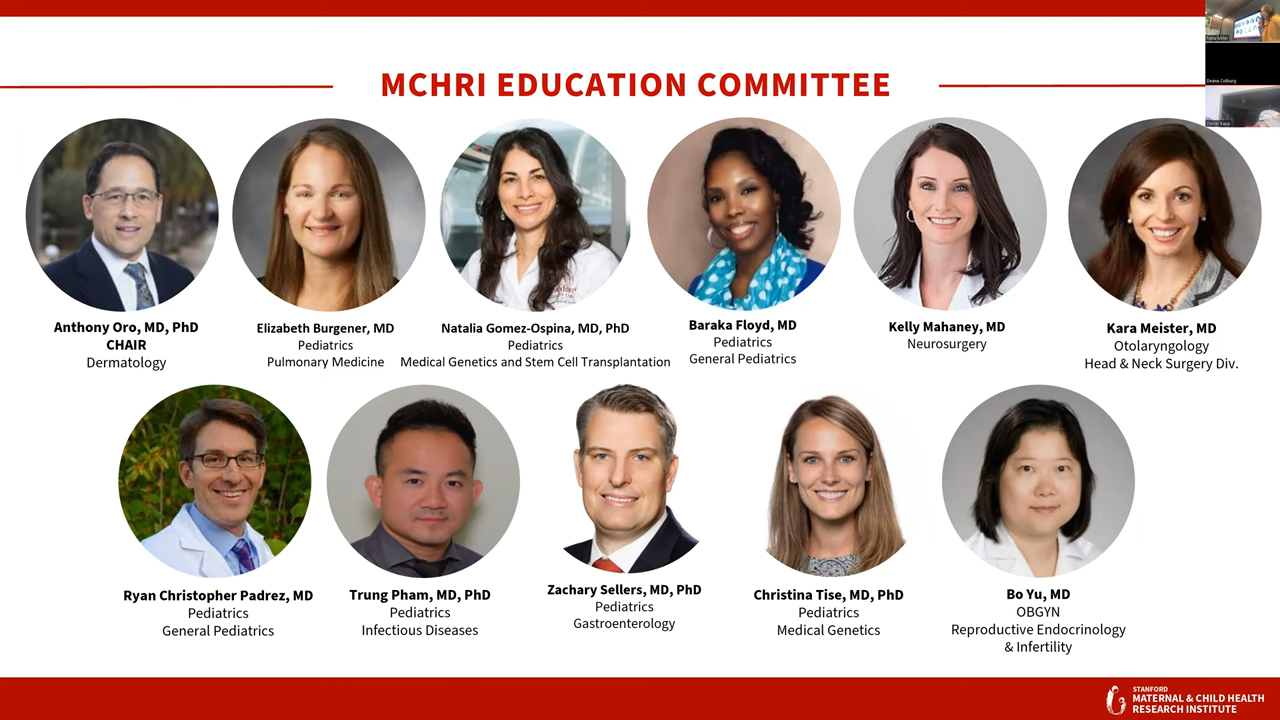 MCHRI EDUCATION COMMITTEE
Anthony Oro, MD, PhD
CHAIR
Dermatology
Elizabeth Burgener, MD
Pediatrics
Pulmonary Medicine
Natalia Gomez-Ospina, MD, PhD
Pediatrics
Medical Genetics and Stem Cell Transplantation
Baraka Floyd, MD
Pediatrics
General Pediatrics
Kelly Mahaney, MD
Neurosurgery
Kara Meister, MD
Otolaryngology
Head & Neck Surgery Div.
Ryan Christopher Padrez, MD
Pediatrics
General Pediatrics
Trung Pham, MD, PhD
Pediatrics
Infectious Diseases
Zachary Sellers, MD, PhD
Pediatrics
Gastroenterology
Christina Tise, MD, PhD
Pediatrics
Medical Genetics
Bo Yu, MD
OBGYN
Reproductive Endocrinology
& Infertility
STANFORD
MATERNAL & CHILD HEALTH
RESEARCH INSTITUTE
Deana Colburg